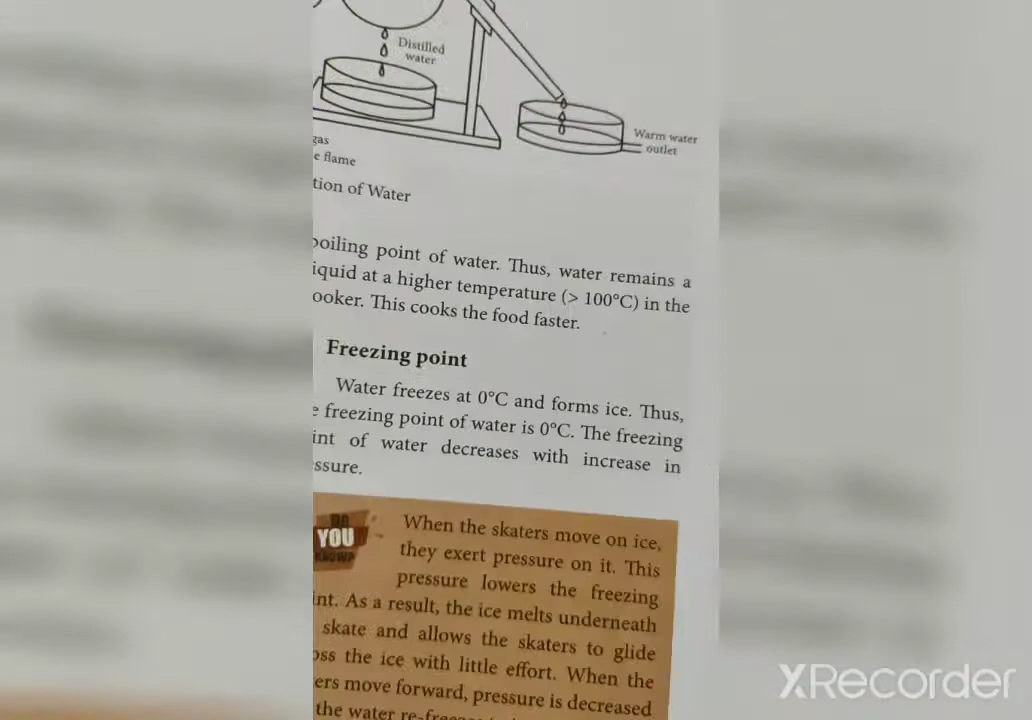 Distilled
water
Warm water
outlet
gas
e flame
tion of Water
boiling point of water. Thus, water remains a
iquid at a higher temperature (> 100°C) in the
ooker. This cooks the food faster.
Freezing point
Water freezes at 0°C and forms ice. Thus,
e freezing point of water is 0°C. The freezing
int of water decreases with increase in
ssure.
DO
YOU
KNOW?
When the skaters move on ice,
they exert pressure on it. This
pressure lowers the freezing
int. As a result, the ice melts underneath
skate and allows the skaters to glide
oss the ice with little effort. When the
ers move forward, pressure is decreased
the water re-freezes
XRecorder